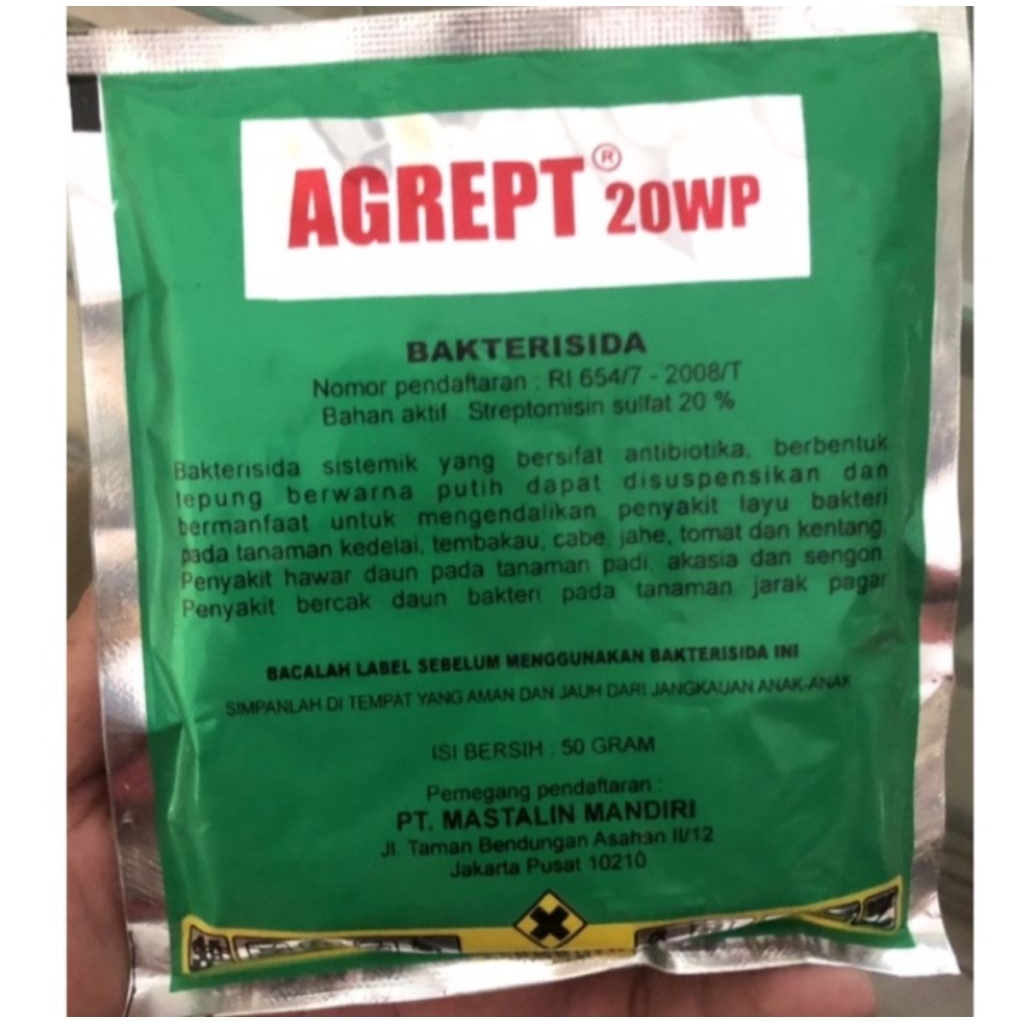 AGREPT® 20WP
BAKTERISIDA
Nomor pendaftaran : RI 654/7 - 2008/T
Bahan aktif : Streptomisin sulfat 20 %
Bakterisida sistemik yang bersifat antibiotika, berbentuk
tepung berwarna putih dapat disuspensikan dan
bermanfaat untuk mengendalikan penyakit layu bakteri
pada tanaman kedelai, tembakau, cabe, jahe, tomat dan kentang.
Penyakit hawar daun pada tanaman padi, akasia dan sengon.
Penyakit bercak daun bakteri pada tanaman jarak pagar
BACALAH LABEL SEBELUM MENGGUNAKAN BAKTERISIDA INI
SIMPANLAH DI TEMPAT YANG AMAN DAN JAUH DARI JANGKAUAN ANAK-ANAK
ISI BERSIH : 50 GRAM
Pemegang pendaftaran :
PT. MASTALIN MANDIRI
Jl. Taman Bendungan Asahan II/12
Jakarta Pusat 10210